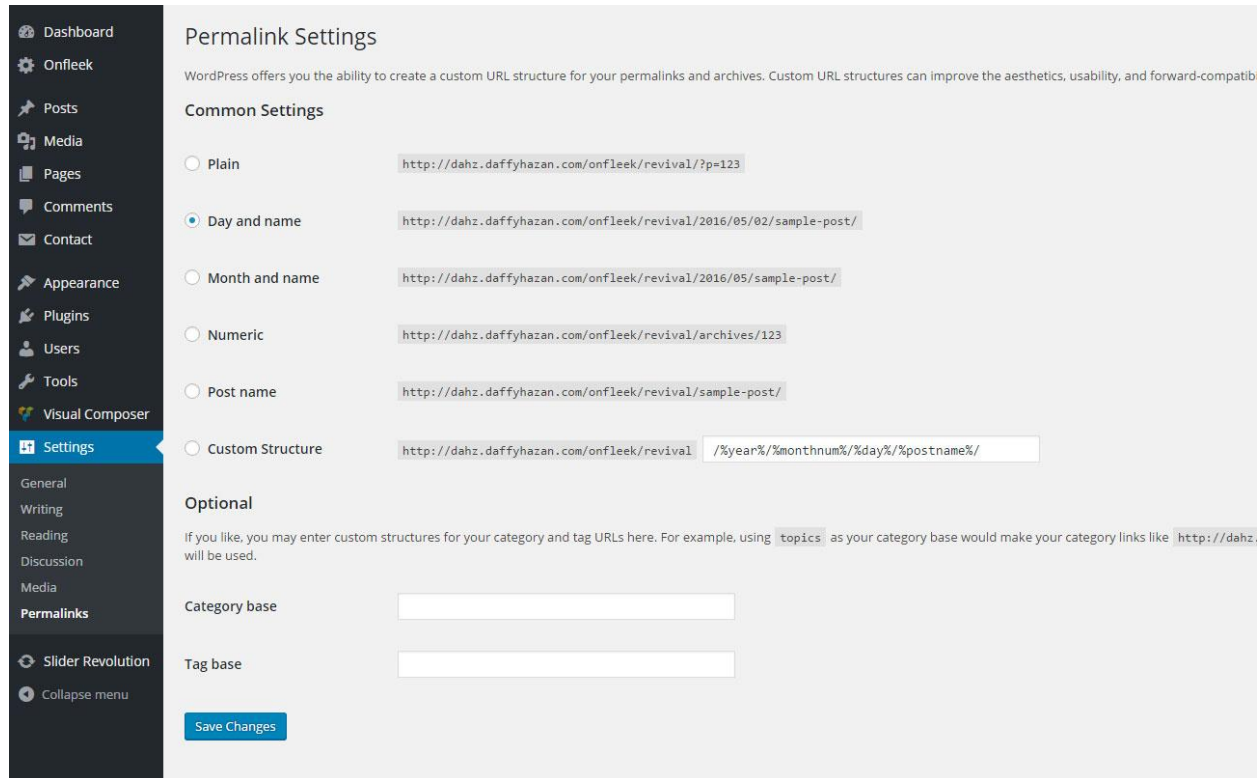 Dashboard
Onfleek
Posts
Media
Pages
Comments
Contact
Appearance
Plugins
Users
Tools
Visual Composer
Settings
General
Writing
Reading
Discussion
Media
Permalinks
Slider Revolution
Collapse menu
Permalink Settings
WordPress offers you the ability to create a custom URL structure for your permalinks and archives. Custom URL structures can improve the aesthetics, usability, and forward-compatib
Common Settings
Plain http://dahz.daffyhazan.com/onfleek/revival/?p=123
Day and name http://dahz.daffyhazan.com/onfleek/revival/2016/05/02/sample-post/
Month and name http://dahz.daffyhazan.com/onfleek/revival/2016/05/sample-post/
Numeric http://dahz.daffyhazan.com/onfleek/revival/archives/123
Post name http://dahz.daffyhazan.com/onfleek/revival/sample-post/
Custom Structure http://dahz.daffyhazan.com/onfleek/revival /%year%/%monthnum%/%day%/%postname%/
Optional
If you like, you may enter custom structures for your category and tag URLs here. For example, using topics as your category base would make your category links like http://dahz.
will be used.
Category base
Tag base
Save Changes